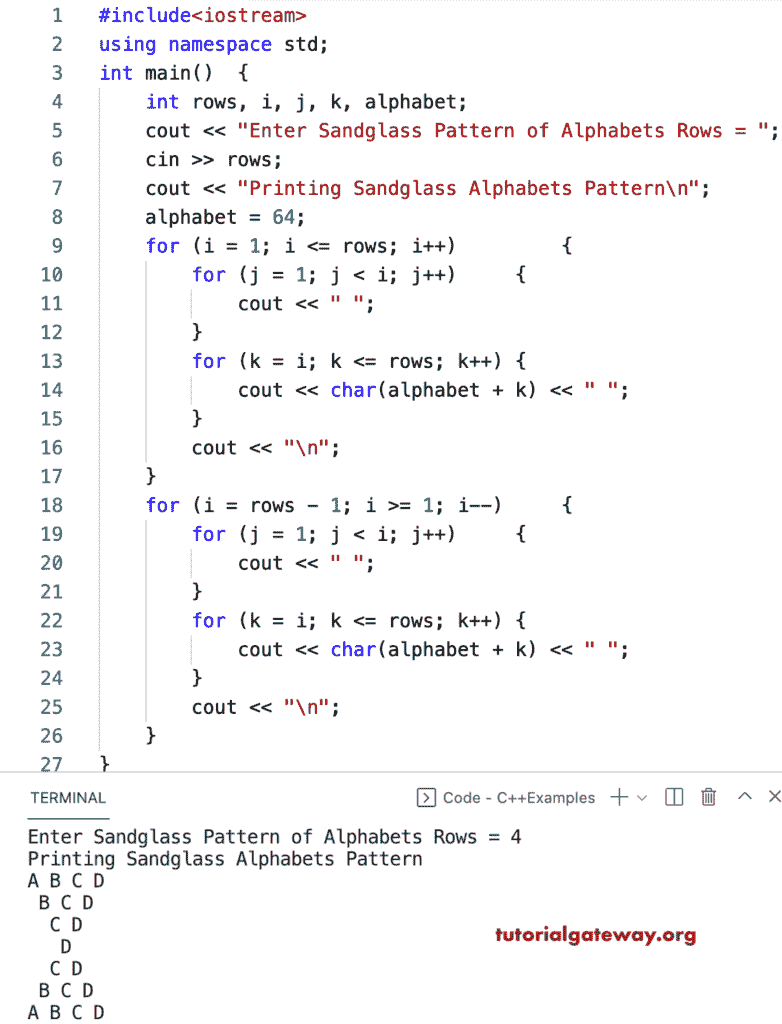 1 #include<iostream>
2 using namespace std;
3 int main()  {
4     int rows, i, j, k, alphabet;
5     cout << "Enter Sandglass Pattern of Alphabets Rows = ";
6     cin >> rows;
7     cout << "Printing Sandglass Alphabets Pattern\n";
8     alphabet = 64;
9     for (i = 1; i <= rows; i++)         {
10         for (j = 1; j < i; j++)     {
11             cout << " ";
12         }
13         for (k = i; k <= rows; k++) {
14             cout << char(alphabet + k) << " ";
15         }
16         cout << "\n";
17     }
18     for (i = rows - 1; i >= 1; i--)     {
19         for (j = 1; j < i; j++)     {
20             cout << " ";
21         }
22         for (k = i; k <= rows; k++) {
23             cout << char(alphabet + k) << " ";
24         }
25         cout << "\n";
26     }
27 }
TERMINAL Code - C++Examples
Enter Sandglass Pattern of Alphabets Rows = 4
Printing Sandglass Alphabets Pattern
A B C D
 B C D
  C D
tutorialgateway.org
   D
  C D
 B C D
A B C D